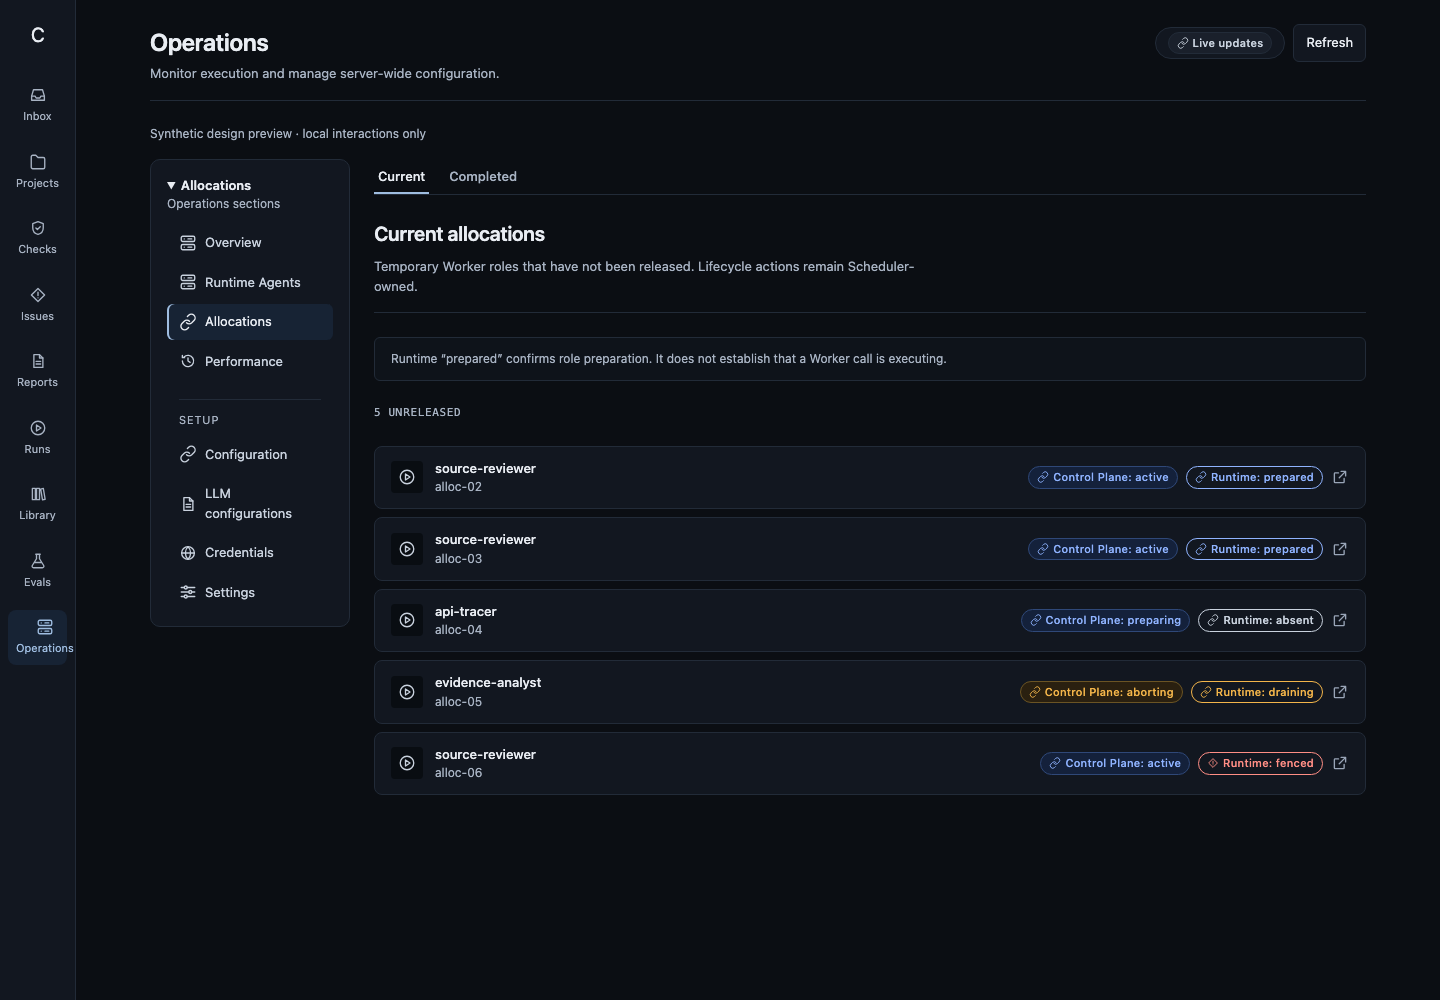 C
Inbox
Projects
Checks
Issues
Reports
Runs
Library
Evals
Operations
Operations
Monitor execution and manage server-wide configuration.
Live updates
Refresh
Synthetic design preview · local interactions only
Allocations
Operations sections
Overview
Runtime Agents
Allocations
Performance
SETUP
Configuration
LLM
configurations
Credentials
Settings
Current
Completed
Current allocations
Temporary Worker roles that have not been released. Lifecycle actions remain Scheduler-
owned.
Runtime “prepared” confirms role preparation. It does not establish that a Worker call is executing.
5 UNRELEASED
source-reviewer
alloc-02
Control Plane: active
Runtime: prepared
source-reviewer
alloc-03
Control Plane: active
Runtime: prepared
api-tracer
alloc-04
Control Plane: preparing
Runtime: absent
evidence-analyst
alloc-05
Control Plane: aborting
Runtime: draining
source-reviewer
alloc-06
Control Plane: active
Runtime: fenced